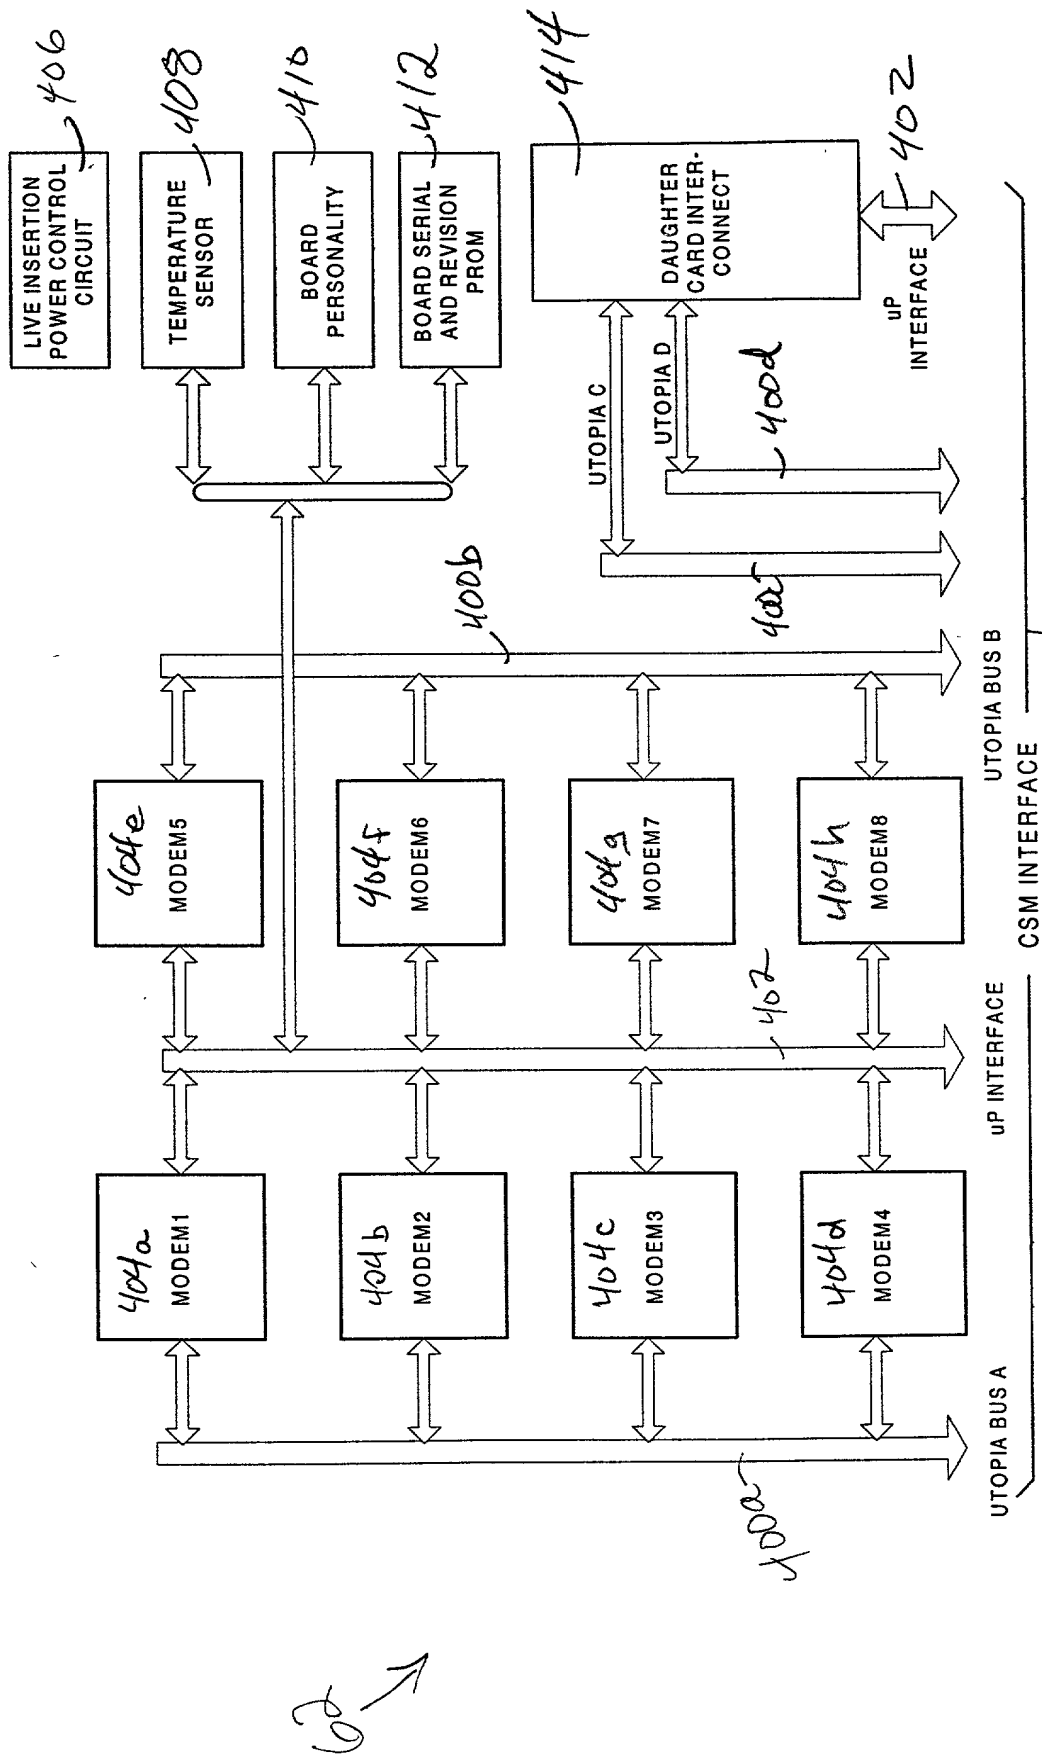 LIVE INSERTION
POWER CONTROL
CIRCUIT
406
TEMPERATURE
SENSOR
408
BOARD
PERSONALITY
410
BOARD SERIAL
AND REVISION
PROM
412
DAUGHTER
CARD INTER-
CONNECT
414
UTOPIA C
UTOPIA D
400d
uP
INTERFACE
402
400b
404e
MODEM5
404f
MODEM6
404g
MODEM7
404h
MODEM8
402
404a
MODEM1
404b
MODEM2
404c
MODEM3
404d
MODEM4
400a
UTOPIA BUS A
uP INTERFACE
UTOPIA BUS B
CSM INTERFACE
62